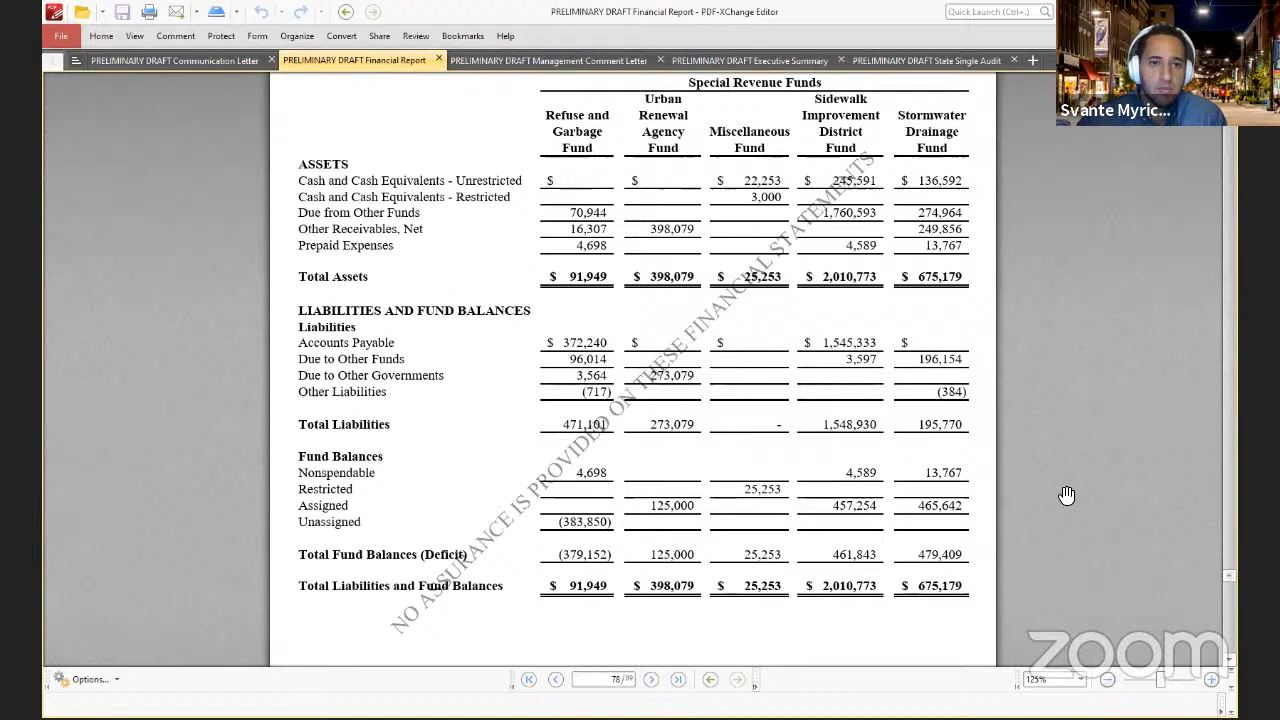 PRELIMINARY DRAFT Financial Report - PDF-XChange Editor
Quick Launch (Ctrl+.)
File Home View Comment Protect Form Organize Convert Share Review Bookmarks Help
PRELIMINARY DRAFT Communication Letter × PRELIMINARY DRAFT Financial Report × PRELIMINARY DRAFT Management Comment Letter × PRELIMINARY DRAFT Executive Summary × PRELIMINARY DRAFT State Single Audit ×
Svante Myric...
Special Revenue Funds
Urban Sidewalk
Refuse and Renewal Improvement Stormwater
Garbage Agency Miscellaneous District Drainage
Fund Fund Fund Fund Fund
ASSETS
Cash and Cash Equivalents - Unrestricted $ $ $ 22,253 $ 245,591 $ 136,592
Cash and Cash Equivalents - Restricted 3,000
Due from Other Funds 70,944 1,760,593 274,964
Other Receivables, Net 16,307 398,079 249,856
Prepaid Expenses 4,698 4,589 13,767
Total Assets $ 91,949 $ 398,079 $ 25,253 $ 2,010,773 $ 675,179
LIABILITIES AND FUND BALANCES
Liabilities
Accounts Payable $ 372,240 $ $ $ 1,545,333 $
Due to Other Funds 96,014 3,597 196,154
Due to Other Governments 3,564 273,079
Other Liabilities (717) (384)
Total Liabilities 471,101 273,079 - 1,548,930 195,770
Fund Balances
Nonspendable 4,698 4,589 13,767
Restricted 25,253
Assigned 125,000 457,254 465,642
Unassigned (383,850)
Total Fund Balances (Deficit) (379,152) 125,000 25,253 461,843 479,409
Total Liabilities and Fund Balances $ 91,949 $ 398,079 $ 25,253 $ 2,010,773 $ 675,179
NO ASSURANCE IS PROVIDED ON THESE FINANCIAL STATEMENTS
zoom
Options... 78 / 89 125%